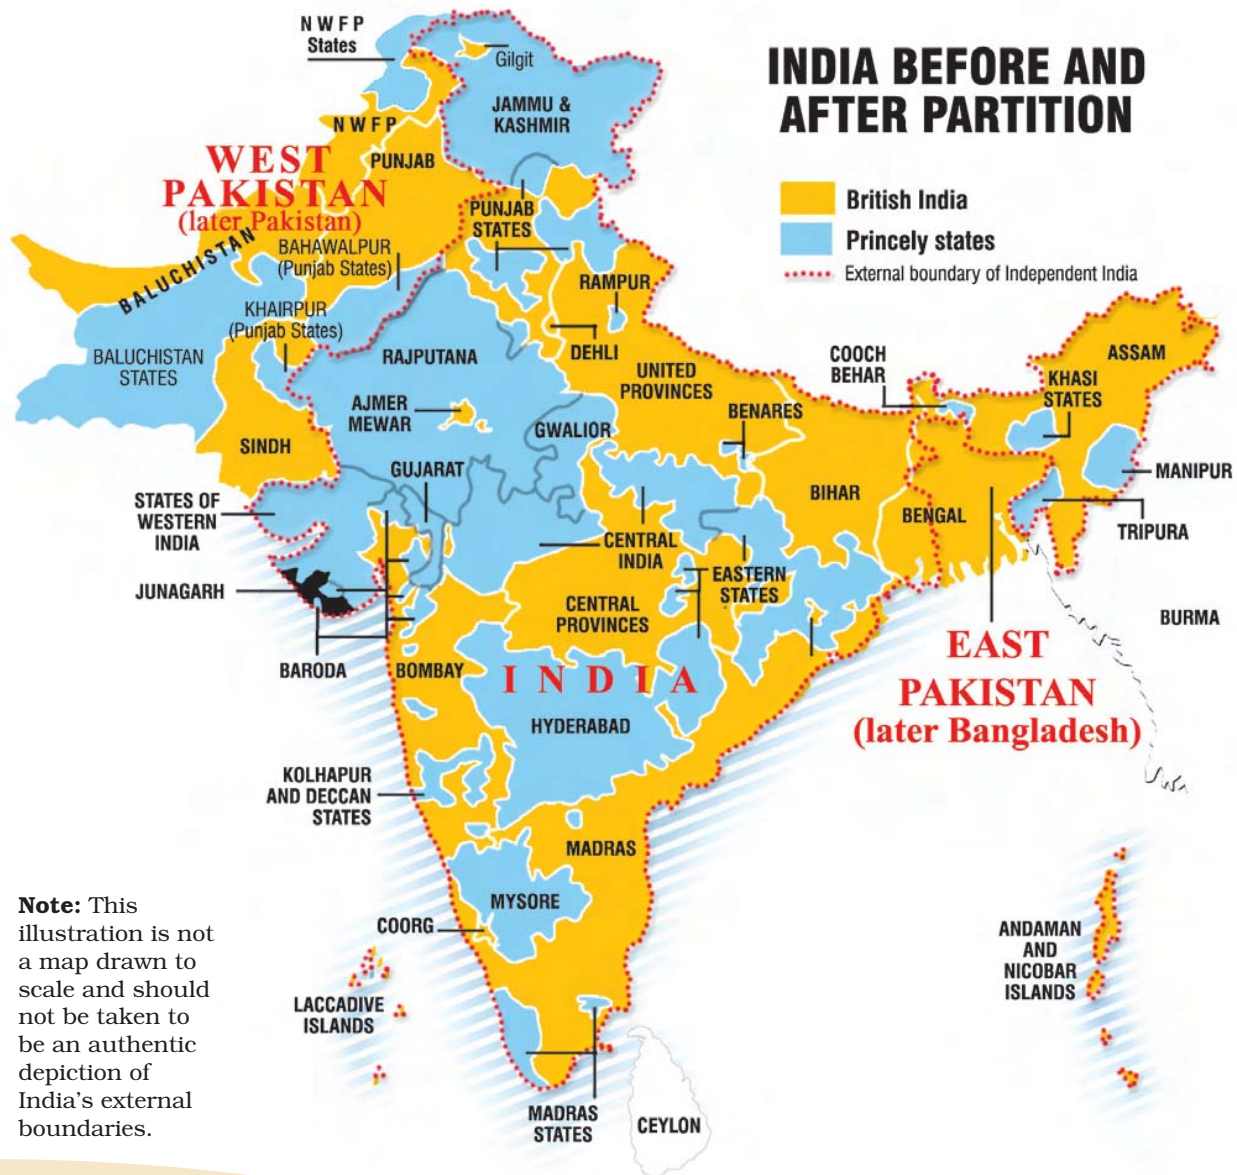 INDIA BEFORE AND
AFTER PARTITION
British India
Princely states
External boundary of Independent India
N W F P
States
Gilgit
JAMMU &
KASHMIR
N W F P
WEST
PAKISTAN
(later Pakistan)
PUNJAB
PUNJAB
STATES
BALUCHISTAN
BAHAWALPUR
(Punjab States)
KHAIRPUR
(Punjab States)
BALUCHISTAN
STATES
RAMPUR
DEHLI
RAJPUTANA
UNITED
PROVINCES
COOCH
BEHAR
ASSAM
KHASI
STATES
AJMER
MEWAR
GWALIOR
BENARES
SINDH
GUJARAT
BIHAR
BENGAL
MANIPUR
TRIPURA
STATES OF
WESTERN
INDIA
CENTRAL
INDIA
EASTERN
STATES
JUNAGARH
CENTRAL
PROVINCES
BURMA
BARODA
BOMBAY
INDIA
HYDERABAD
EAST
PAKISTAN
(later Bangladesh)
KOLHAPUR
AND DECCAN
STATES
MADRAS
MYSORE
COORG
LACCADIVE
ISLANDS
ANDAMAN
AND
NICOBAR
ISLANDS
MADRAS
STATES
CEYLON
Note: This
illustration is not
a map drawn to
scale and should
not be taken to
be an authentic
depiction of
India's external
boundaries.